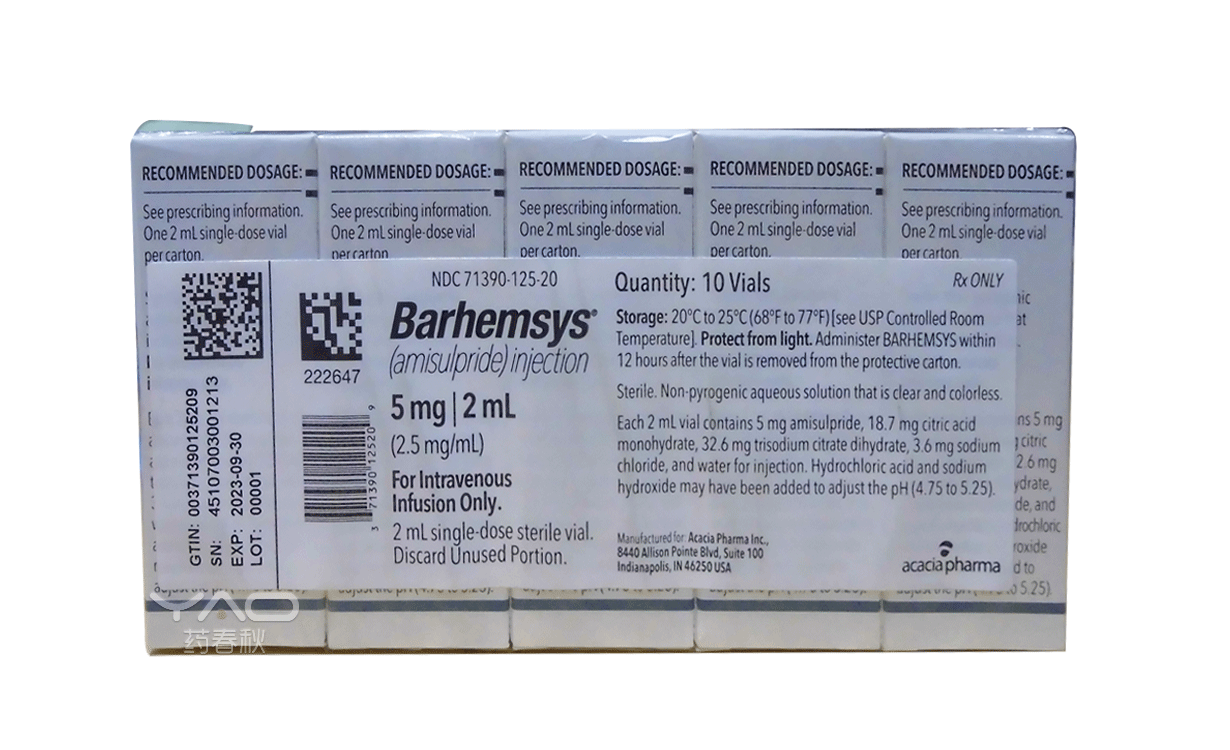 RECOMMENDED DOSAGE:
See prescribing information.
One 2 mL single-dose vial
per carton.
RECOMMENDED DOSAGE:
See prescribing information.
One 2 mL single-dose vial
per carton.
RECOMMENDED DOSAGE:
See prescribing information.
One 2 mL single-dose vial
per carton.
RECOMMENDED DOSAGE:
See prescribing information.
One 2 mL single-dose vial
per carton.
RECOMMENDED DOSAGE:
See prescribing information.
One 2 mL single-dose vial
per carton.
GTIN: 00371390125209
SN: 45107003001213
EXP: 2023-09-30
LOT: 00001
222647
3 71390 12520 9
NDC 71390-125-20
Barhemsys®
(amisulpride) injection
5 mg | 2 mL
(2.5 mg/mL)
For Intravenous
Infusion Only.
2 mL single-dose sterile vial.
Discard Unused Portion.
Quantity: 10 Vials
Rx ONLY
Storage: 20°C to 25°C (68°F to 77°F) [see USP Controlled Room
Temperature]. Protect from light. Administer BARHEMSYS within
12 hours after the vial is removed from the protective carton.
Sterile. Non-pyrogenic aqueous solution that is clear and colorless.
Each 2 mL vial contains 5 mg amisulpride, 18.7 mg citric acid
monohydrate, 32.6 mg trisodium citrate dihydrate, 3.6 mg sodium
chloride, and water for injection. Hydrochloric acid and sodium
hydroxide may have been added to adjust the pH (4.75 to 5.25).
Manufactured for: Acacia Pharma Inc.,
8440 Allison Pointe Blvd, Suite 100
Indianapolis, IN 46250 USA
acacia pharma
YAO
药春秋